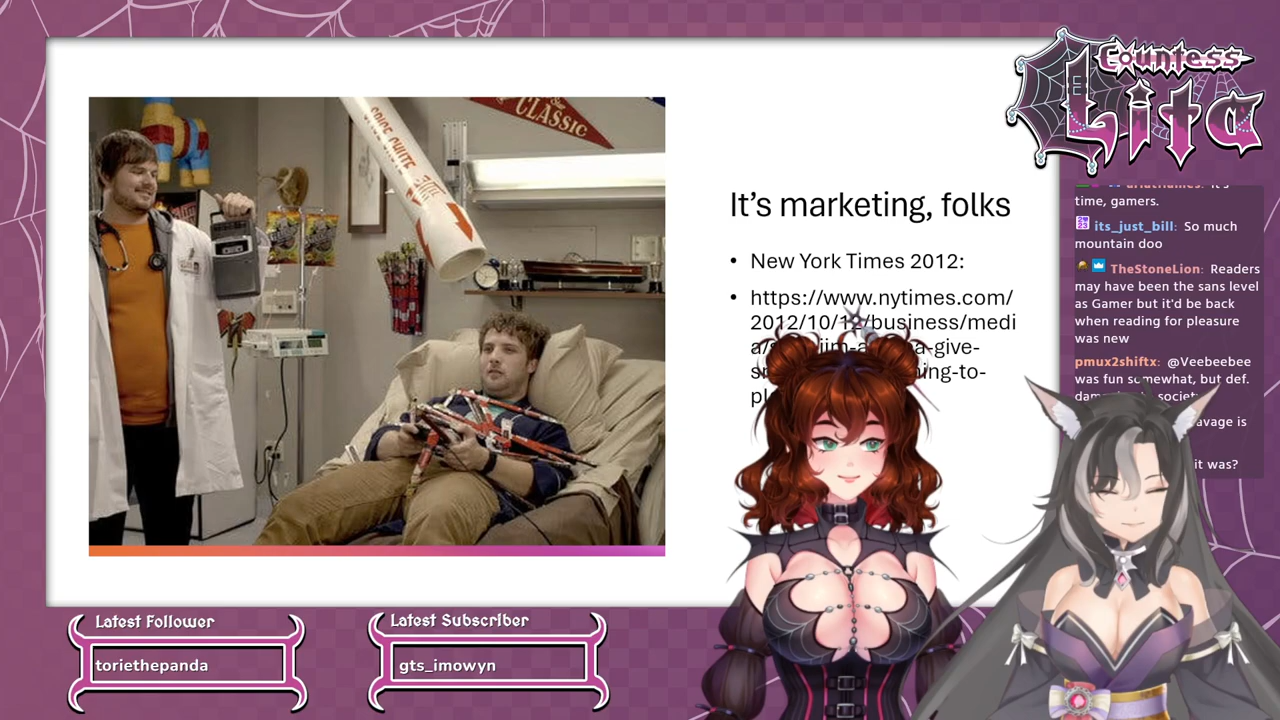 Countess
Lita
CLASSIC
SPICE CHUTE
It’s marketing, folks
• New York Times 2012:
• https://www.nytimes.com/
2012/10/12/business/medi
-give-
ing-to-
time, gamers.
its_just_bill: So much
mountain doo
TheStoneLion: Readers
may have been the sans level
as Gamer but it'd be back
when reading for pleasure
was new
pmux2shiftx: @Veebeebee
was fun somewhat, but def.
it was?
Latest Follower
toriethepanda
Latest Subscriber
gts_imowyn